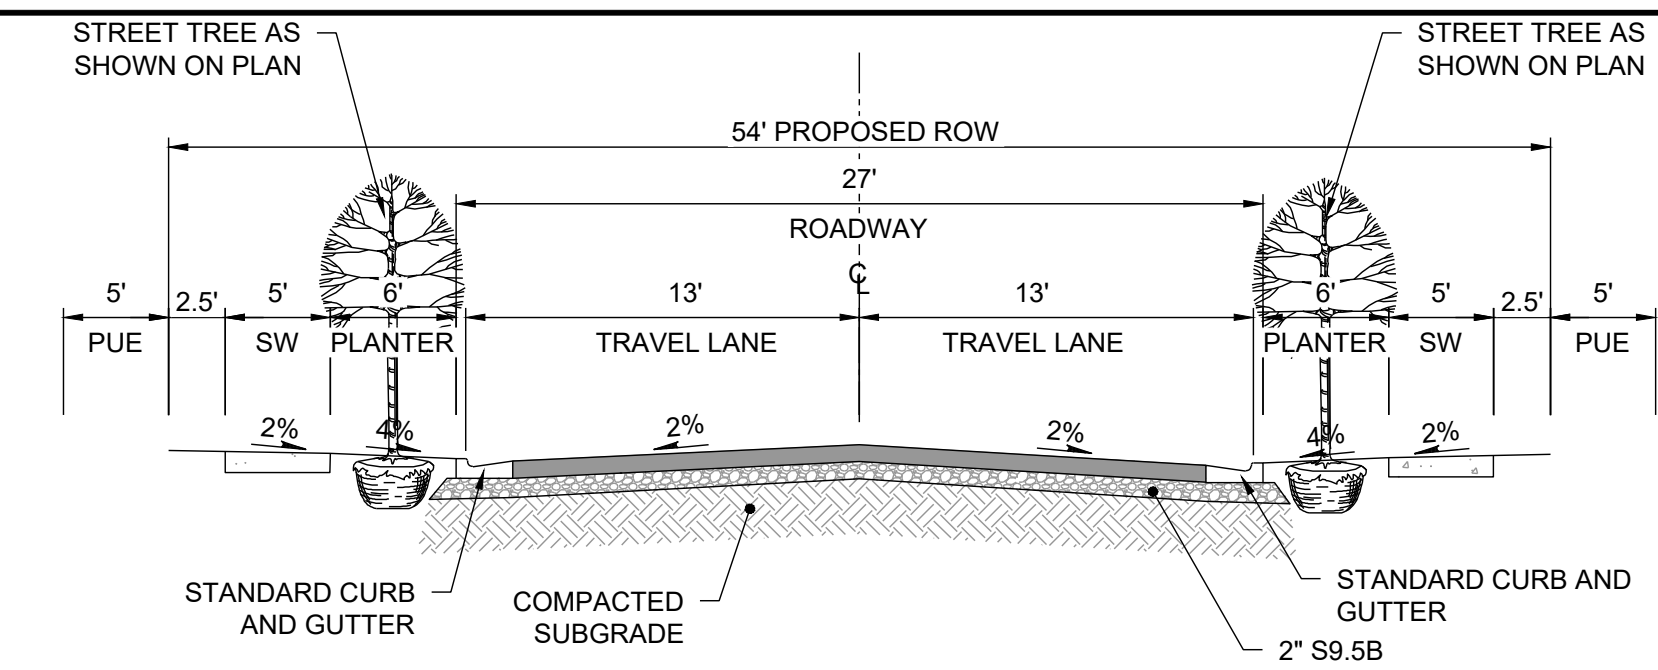 STREET TREE AS
SHOWN ON PLAN
STREET TREE AS
SHOWN ON PLAN
54' PROPOSED ROW
27'
ROADWAY
℄
5' 2.5' 5' 6' 13' 13' 6' 5' 2.5' 5'
PUE SW PLANTER TRAVEL LANE TRAVEL LANE PLANTER SW PUE
2% 4% 2% 2% 4% 2%
STANDARD CURB
AND GUTTER
COMPACTED
SUBGRADE
STANDARD CURB AND
GUTTER
2" S9.5B